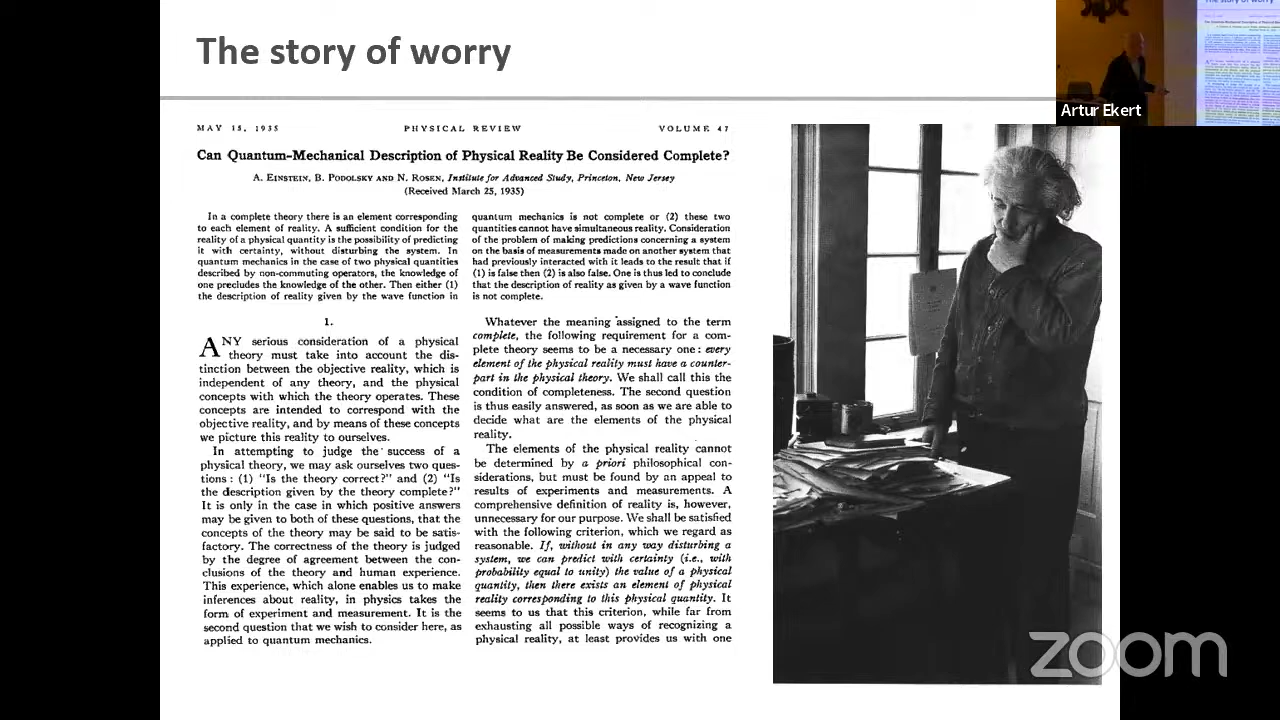 The story of worry
MAY 15, 1935 PHYSICAL REVIEW VOLUME 47
Can Quantum-Mechanical Description of Physical Reality Be Considered Complete?
A. EINSTEIN, B. PODOLSKY AND N. ROSEN, Institute for Advanced Study, Princeton, New Jersey
(Received March 25, 1935)
In a complete theory there is an element corresponding
to each element of reality. A sufficient condition for the
reality of a physical quantity is the possibility of predicting
it with certainty, without disturbing the system. In
quantum mechanics in the case of two physical quantities
described by non-commuting operators, the knowledge of
one precludes the knowledge of the other. Then either (1)
the description of reality given by the wave function in
quantum mechanics is not complete or (2) these two
quantities cannot have simultaneous reality. Consideration
of the problem of making predictions concerning a system
on the basis of measurements made on another system that
had previously interacted with it leads to the result that if
(1) is false then (2) is also false. One is thus led to conclude
that the description of reality as given by a wave function
is not complete.
1.
ANY serious consideration of a physical
theory must take into account the dis-
tinction between the objective reality, which is
independent of any theory, and the physical
concepts with which the theory operates. These
concepts are intended to correspond with the
objective reality, and by means of these concepts
we picture this reality to ourselves.
In attempting to judge the success of a
physical theory, we may ask ourselves two ques-
tions: (1) "Is the theory correct?" and (2) "Is
the description given by the theory complete?"
It is only in the case in which positive answers
may be given to both of these questions, that the
concepts of the theory may be said to be satis-
factory. The correctness of the theory is judged
by the degree of agreement between the con-
clusions of the theory and human experience.
This experience, which alone enables us to make
inferences about reality, in physics takes the
form of experiment and measurement. It is the
second question that we wish to consider here, as
applied to quantum mechanics.
Whatever the meaning assigned to the term
complete, the following requirement for a com-
plete theory seems to be a necessary one: every
element of the physical reality must have a counter-
part in the physical theory. We shall call this the
condition of completeness. The second question
is thus easily answered, as soon as we are able to
decide what are the elements of the physical
reality.
The elements of the physical reality cannot
be determined by a priori philosophical con-
siderations, but must be found by an appeal to
results of experiments and measurements. A
comprehensive definition of reality is, however,
unnecessary for our purpose. We shall be satisfied
with the following criterion, which we regard as
reasonable. If, without in any way disturbing a
system, we can predict with certainty (i.e., with
probability equal to unity) the value of a physical
quantity, then there exists an element of physical
reality corresponding to this physical quantity. It
seems to us that this criterion, while far from
exhausting all possible ways of recognizing a
physical reality, at least provides us with one
The story of worry
Artur Ekert
zoom